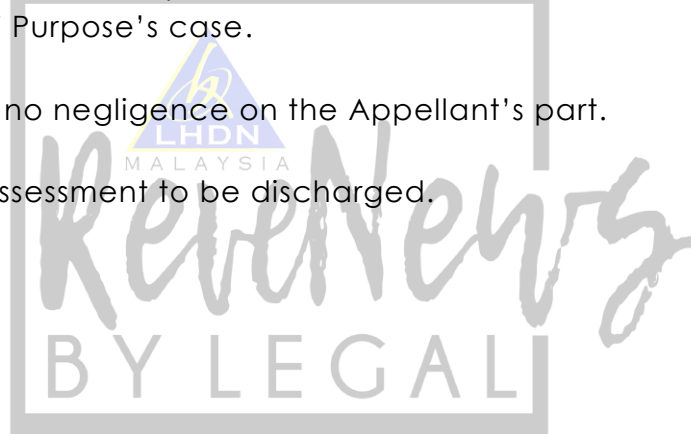 Purpose's case.
no negligence on the Appellant's part.
LHDN
MALAYSIA
ssessment to be discharged.
ReveNews
BY LEGAL